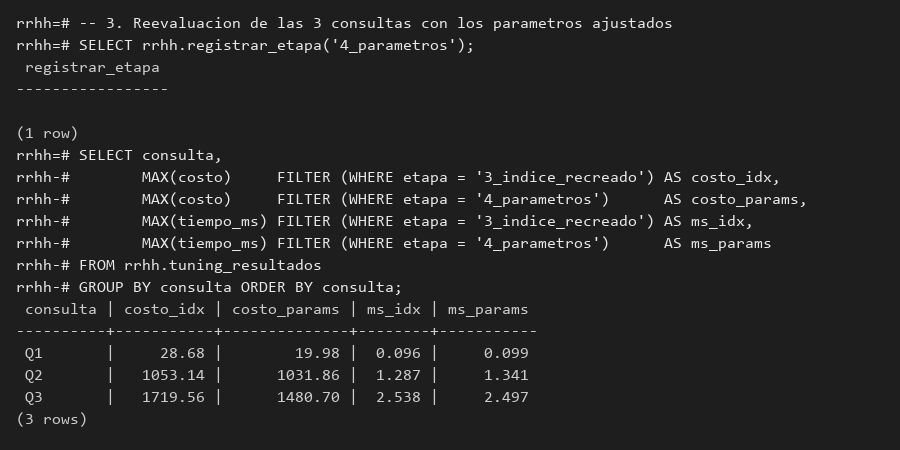 rrhh=# -- 3. Reevaluacion de las 3 consultas con los parametros ajustados
rrhh=# SELECT rrhh.registrar_etapa('4_parametros');
 registrar_etapa
-----------------

(1 row)
rrhh=# SELECT consulta,
rrhh-#        MAX(costo)     FILTER (WHERE etapa = '3_indice_recreado') AS costo_idx,
rrhh-#        MAX(costo)     FILTER (WHERE etapa = '4_parametros')      AS costo_params,
rrhh-#        MAX(tiempo_ms) FILTER (WHERE etapa = '3_indice_recreado') AS ms_idx,
rrhh-#        MAX(tiempo_ms) FILTER (WHERE etapa = '4_parametros')      AS ms_params
rrhh-# FROM rrhh.tuning_resultados
rrhh-# GROUP BY consulta ORDER BY consulta;
 consulta | costo_idx | costo_params | ms_idx | ms_params
----------+-----------+--------------+--------+-----------
 Q1       |     28.68 |        19.98 |  0.096 |     0.099
 Q2       |   1053.14 |      1031.86 |  1.287 |     1.341
 Q3       |   1719.56 |      1480.70 |  2.538 |     2.497
(3 rows)